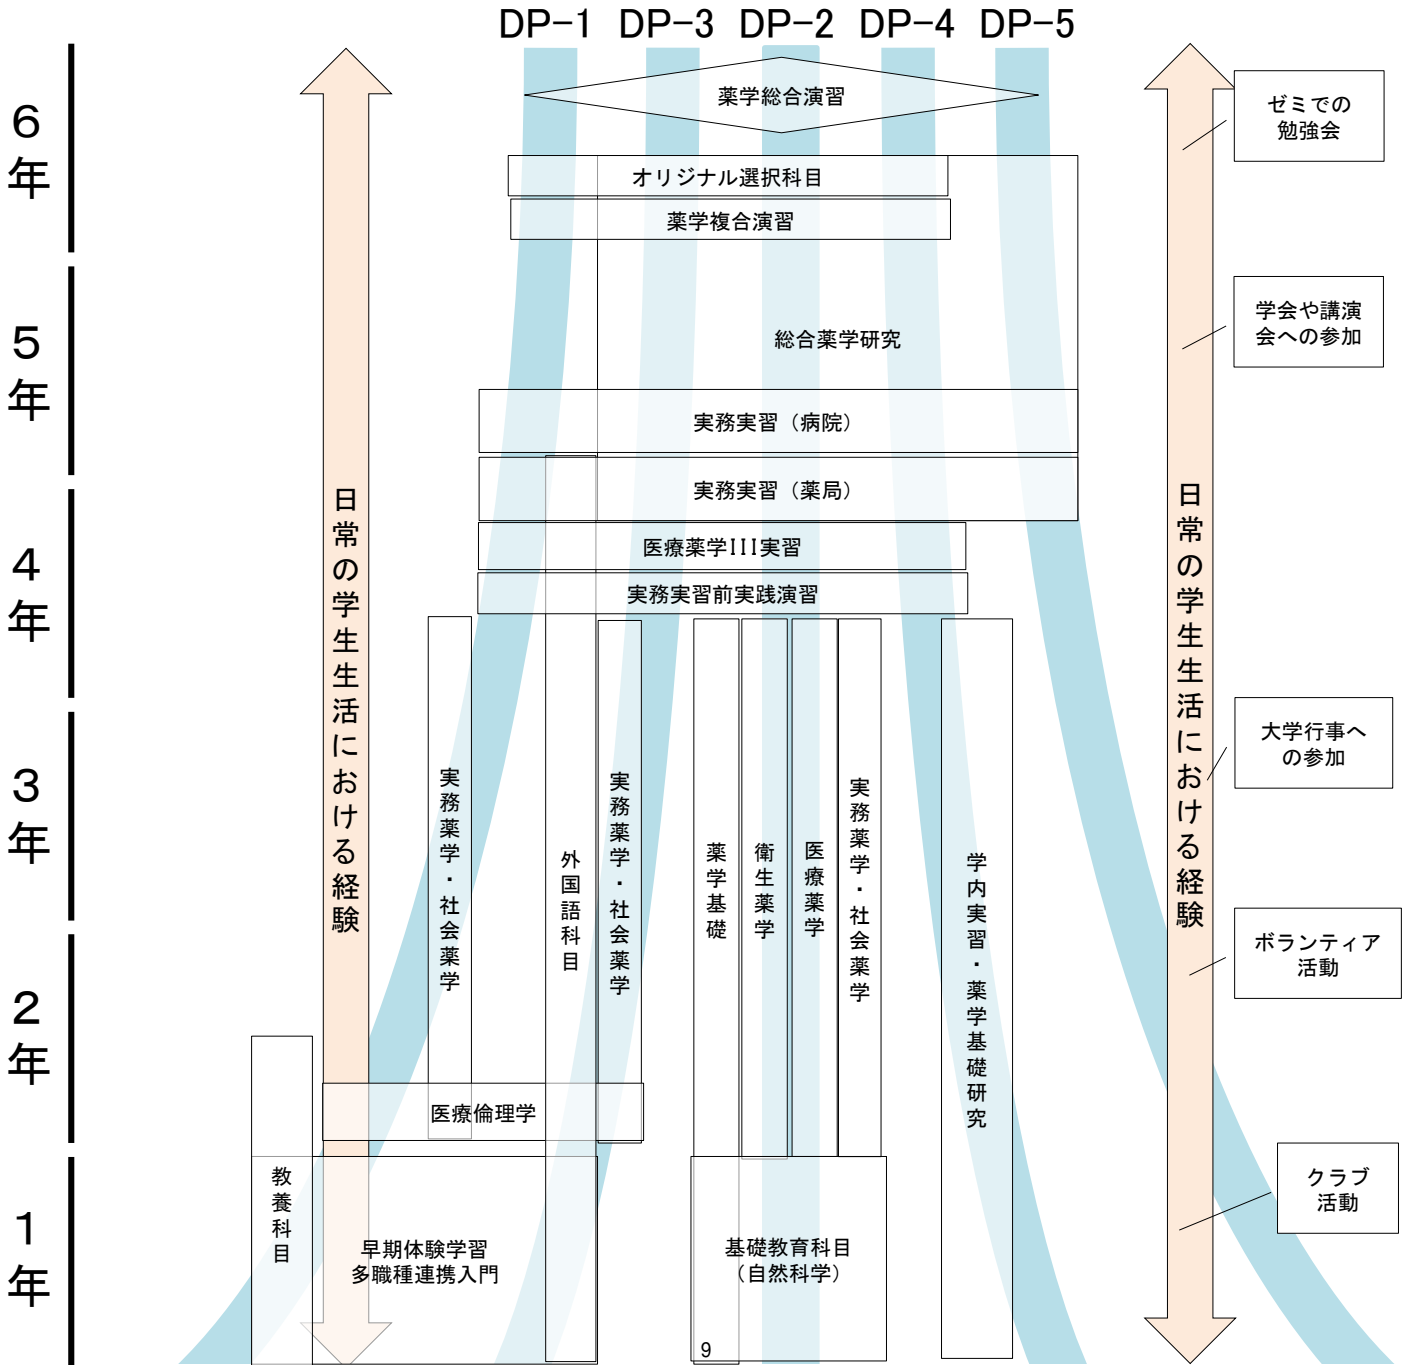 DP-1 DP-3 DP-2 DP-4 DP-5
6年
薬学総合演習
オリジナル選択科目
薬学複合演習
ゼミでの
勉強会
5年
総合薬学研究
実務実習（病院）
学会や講演
会への参加
4年
実務実習（薬局）
医療薬学III実習
実務実習前実践演習
日常の学生生活における経験
日常の学生生活における経験
3年
実務薬学・社会薬学
外国語科目
実務薬学・社会薬学
薬学基礎
衛生薬学
医療薬学
実務薬学・社会薬学
学内実習・薬学基礎研究
大学行事へ
の参加
2年
医療倫理学
ボランティア
活動
1年
教養科目
早期体験学習
多職種連携入門
基礎教育科目
（自然科学）
クラブ
活動
9